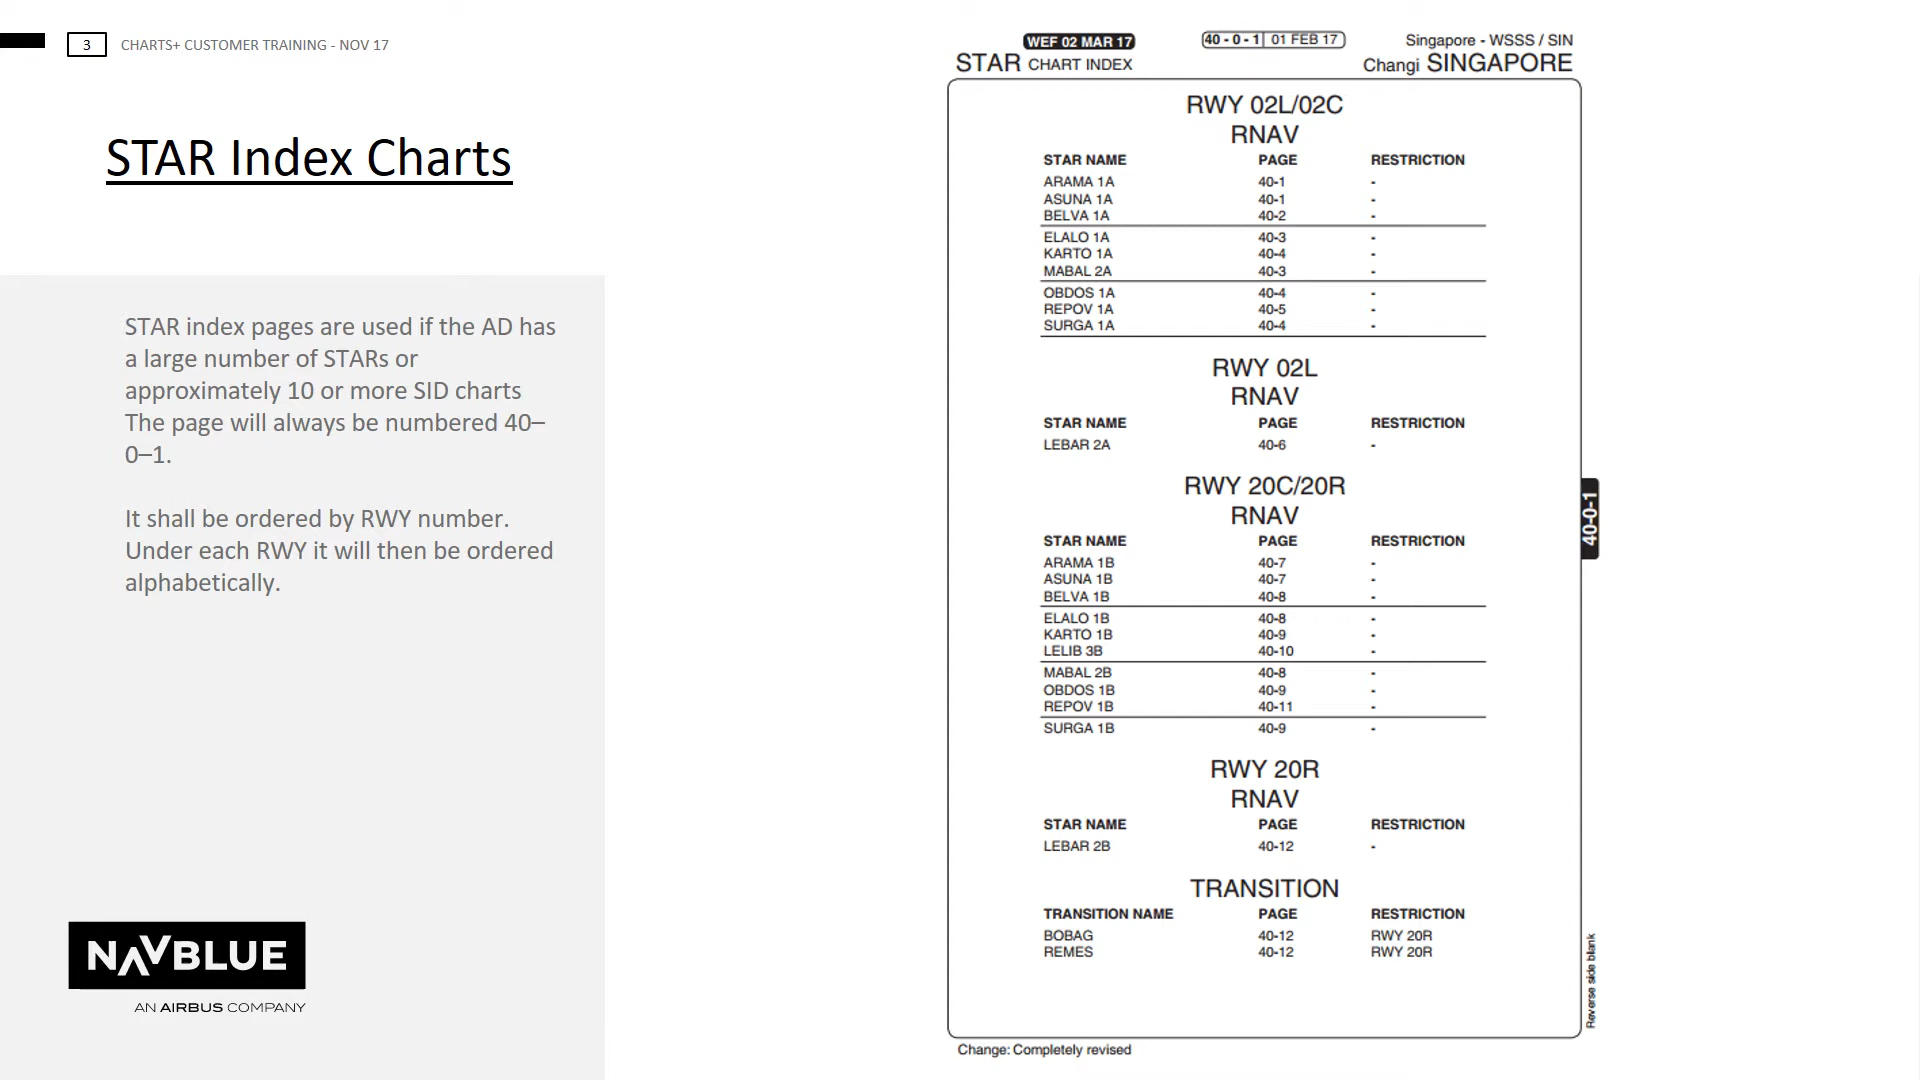 3 CHARTS+ CUSTOMER TRAINING - NOV 17
STAR Index Charts
STAR index pages are used if the AD has
a large number of STARs or
approximately 10 or more SID charts
The page will always be numbered 40–
0–1.
It shall be ordered by RWY number.
Under each RWY it will then be ordered
alphabetically.
NAVBLUE
AN AIRBUS COMPANY
WEF 02 MAR 17 40 - 0 - 1 01 FEB 17 Singapore - WSSS / SIN
STAR CHART INDEX Changi SINGAPORE
RWY 02L/02C
RNAV
STAR NAME PAGE RESTRICTION
ARAMA 1A 40-1 -
ASUNA 1A 40-1 -
BELVA 1A 40-2 -
ELALO 1A 40-3 -
KARTO 1A 40-4 -
MABAL 2A 40-3 -
OBDOS 1A 40-4 -
REPOV 1A 40-5 -
SURGA 1A 40-4 -
RWY 02L
RNAV
STAR NAME PAGE RESTRICTION
LEBAR 2A 40-6 -
RWY 20C/20R
RNAV
STAR NAME PAGE RESTRICTION
ARAMA 1B 40-7 -
ASUNA 1B 40-7 -
BELVA 1B 40-8 -
ELALO 1B 40-8 -
KARTO 1B 40-9 -
LELIB 3B 40-10 -
MABAL 2B 40-8 -
OBDOS 1B 40-9 -
REPOV 1B 40-11 -
SURGA 1B 40-9 -
RWY 20R
RNAV
STAR NAME PAGE RESTRICTION
LEBAR 2B 40-12 -
TRANSITION
TRANSITION NAME PAGE RESTRICTION
BOBAG 40-12 RWY 20R
REMES 40-12 RWY 20R
40-0-1
Reverse side blank
Change: Completely revised